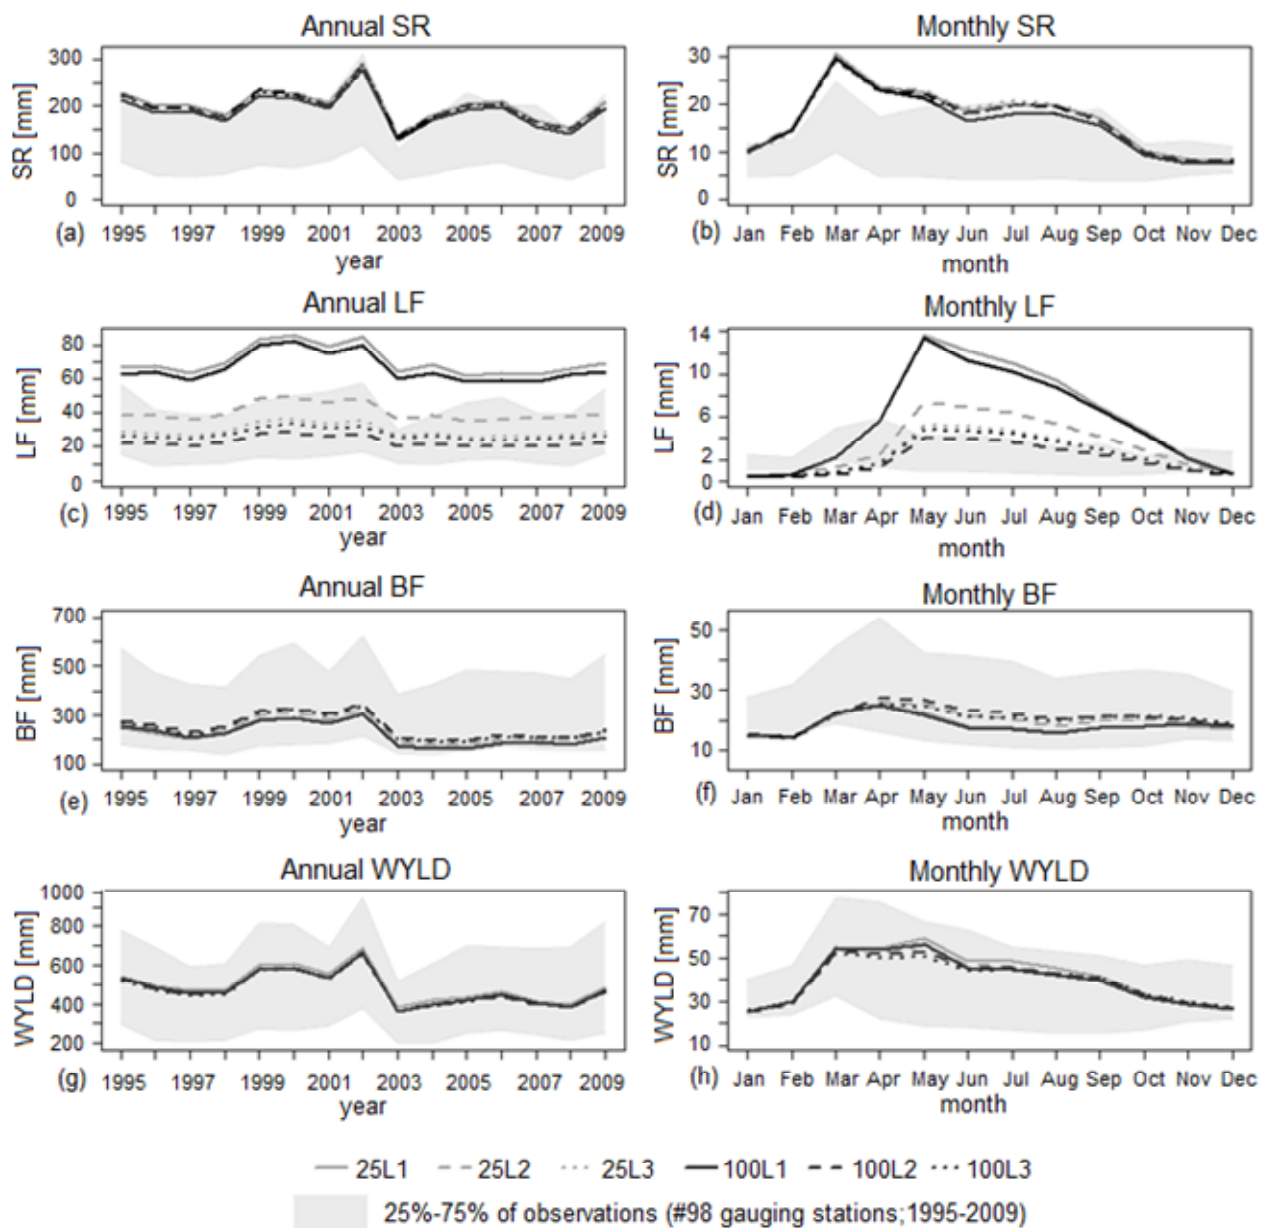 Annual SR
SR [mm]
300
200
100
0
(a)
1995 1997 1999 2001 2003 2005 2007 2009
year
Monthly SR
SR [mm]
30
20
10
0
(b)
Jan Feb Mar Apr May Jun Jul Aug Sep Oct Nov Dec
month
Annual LF
LF [mm]
80
60
40
20
0
(c)
1995 1997 1999 2001 2003 2005 2007 2009
year
Monthly LF
LF [mm]
14
10
6
2
0
(d)
Jan Feb Mar Apr May Jun Jul Aug Sep Oct Nov Dec
month
Annual BF
BF [mm]
700
500
300
100
(e)
1995 1997 1999 2001 2003 2005 2007 2009
year
Monthly BF
BF [mm]
50
30
10
(f)
Jan Feb Mar Apr May Jun Jul Aug Sep Oct Nov Dec
month
Annual WYLD
WYLD [mm]
1000
800
600
400
200
(g)
1995 1997 1999 2001 2003 2005 2007 2009
year
Monthly WYLD
WYLD [mm]
70
50
30
10
(h)
Jan Feb Mar Apr May Jun Jul Aug Sep Oct Nov Dec
month
25L1 25L2 25L3 100L1 100L2 100L3
25%-75% of observations (#98 gauging stations;1995-2009)